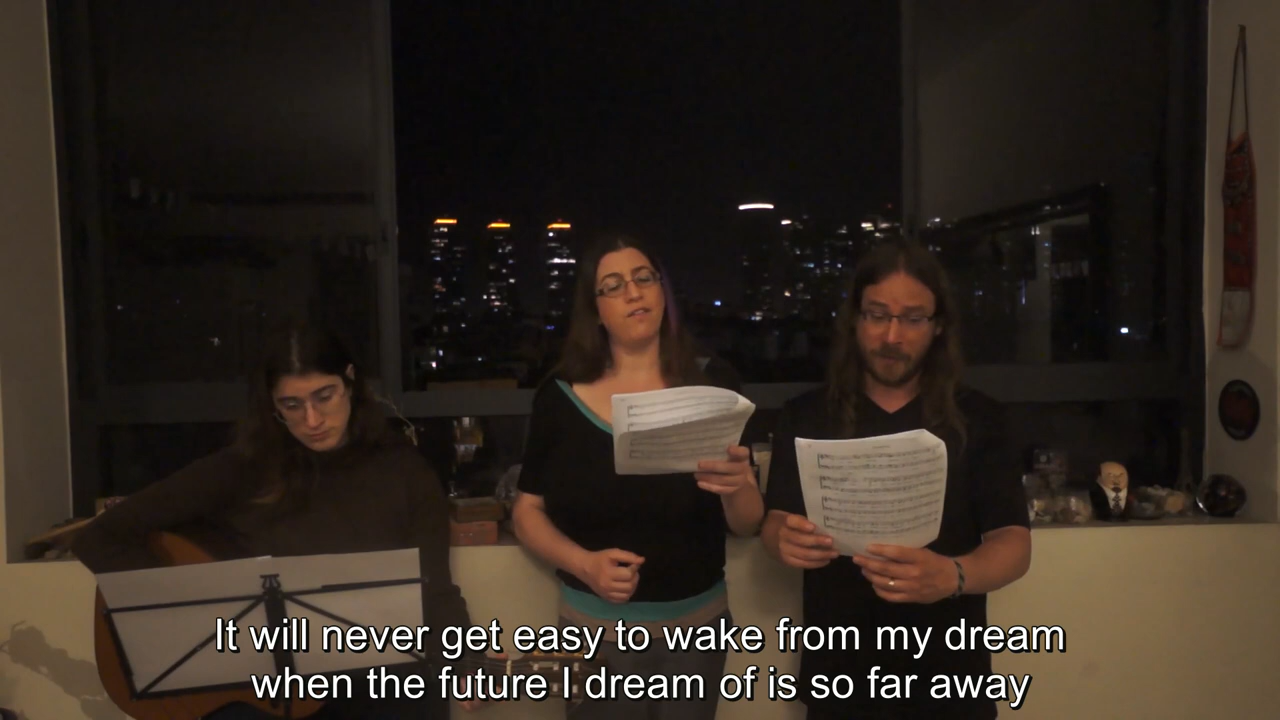 It will never get easy to wake from my dream
when the future I dream of is so far away